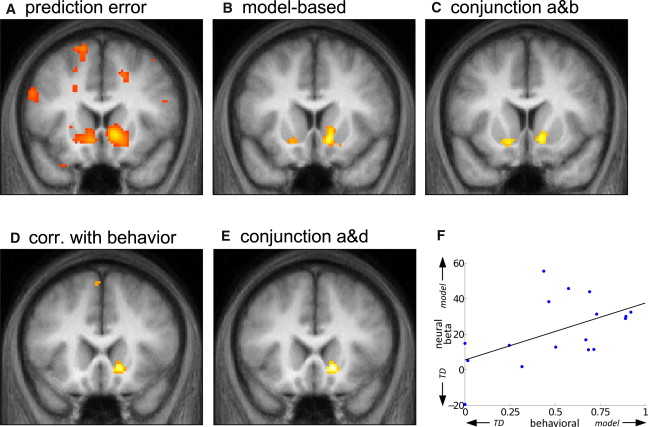 A prediction error
B model-based
C conjunction a&b
D corr. with behavior
E conjunction a&d
F
60
40
20
0
−20
model
neural
beta
TD
0
0.25
0.5
0.75
1
TD
behavioral
model